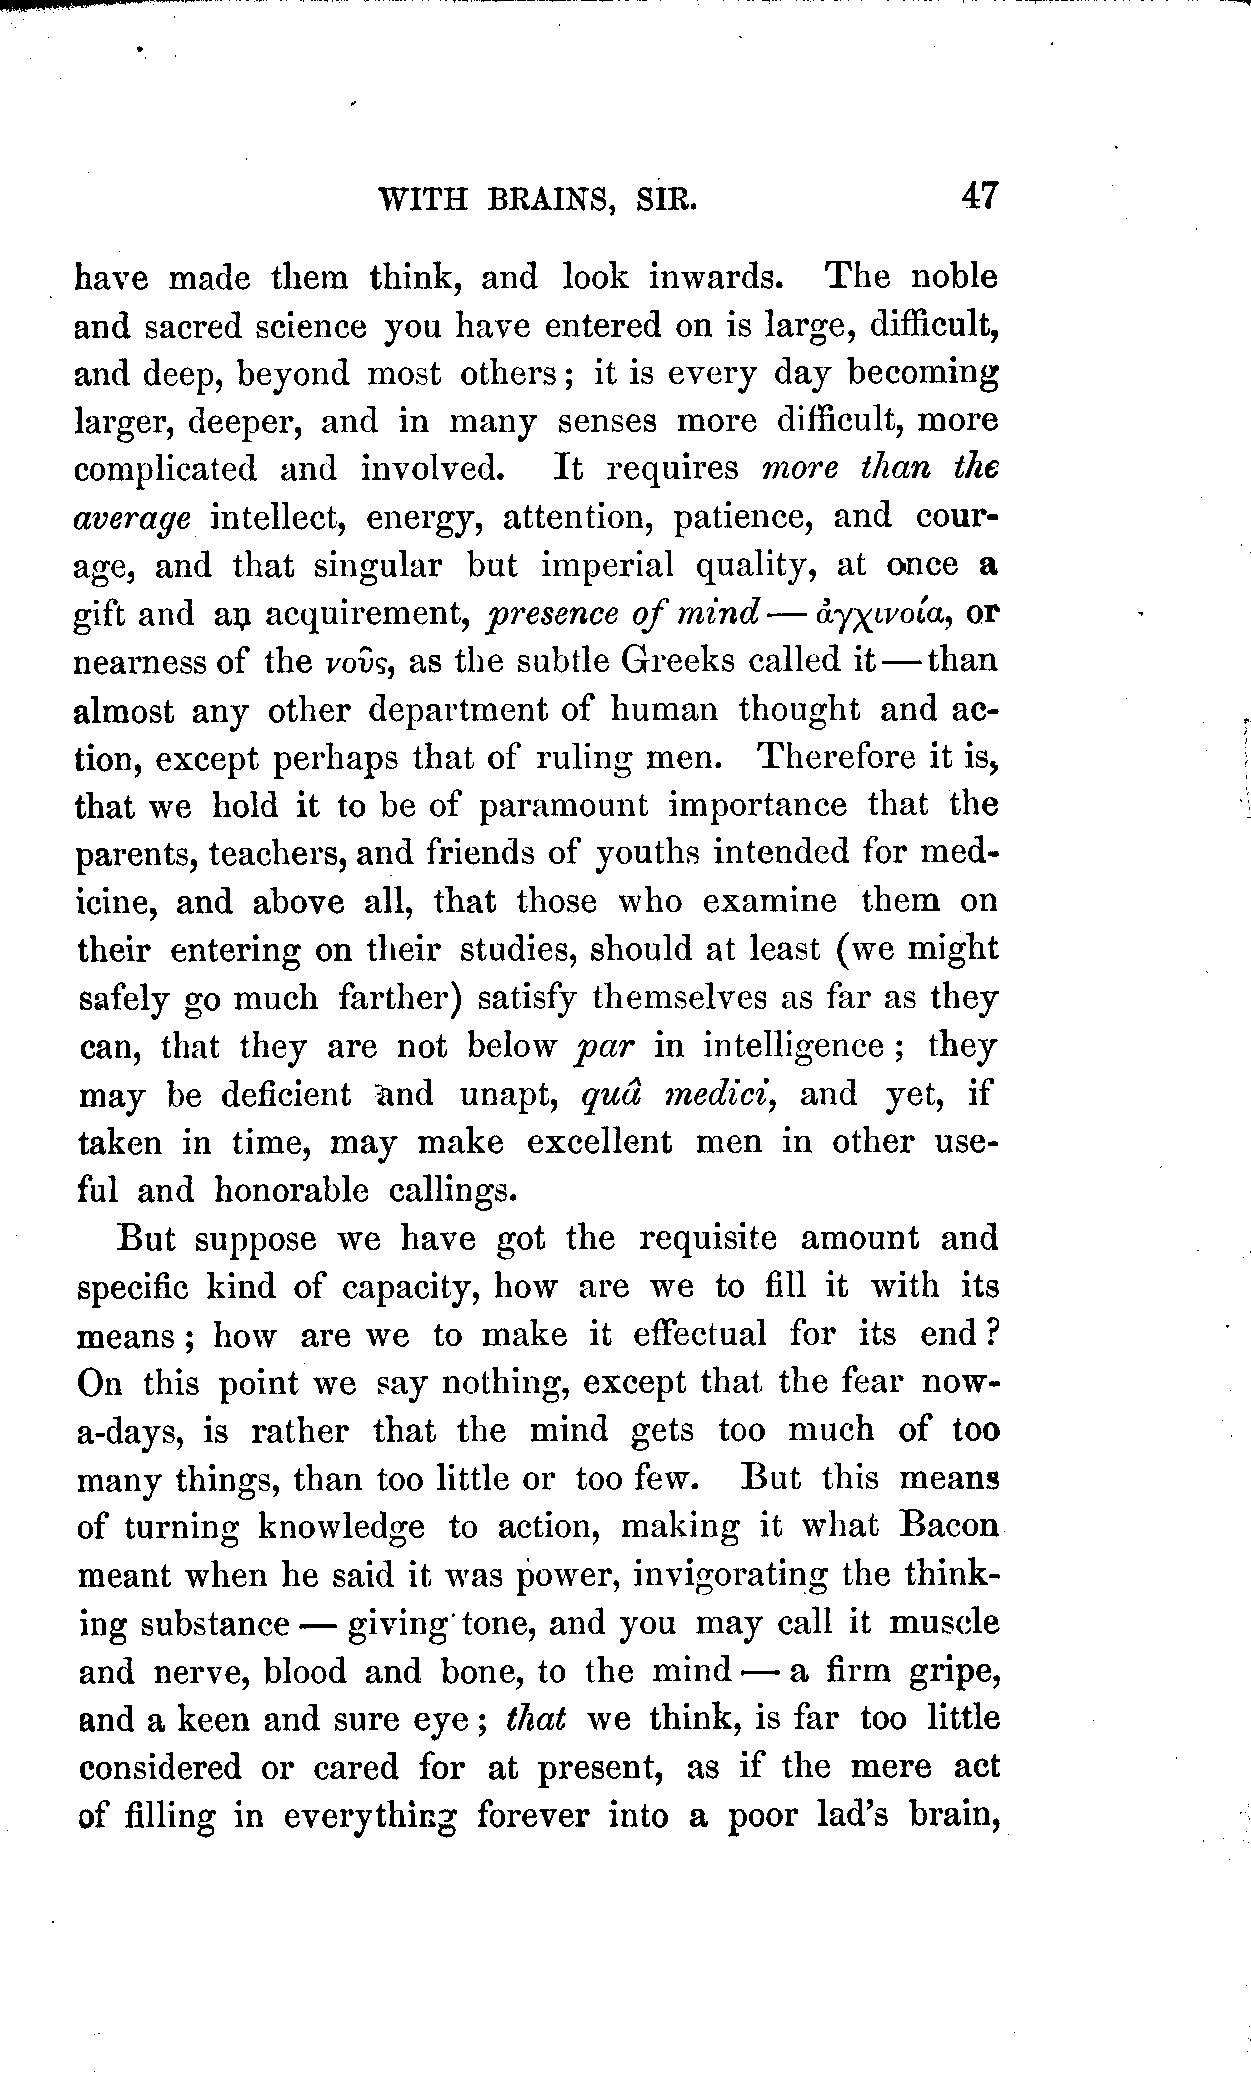 WITH BRAINS, SIR. 47
have made them think, and look inwards. The noble
and sacred science you have entered on is large, difficult,
and deep, beyond most others; it is every day becoming
larger, deeper, and in many senses more difficult, more
complicated and involved. It requires more than the
average intellect, energy, attention, patience, and cour-
age, and that singular but imperial quality, at once a
gift and an acquirement, presence of mind — ἀγχινοία, or
nearness of the νοῦς, as the subtle Greeks called it — than
almost any other department of human thought and ac-
tion, except perhaps that of ruling men. Therefore it is,
that we hold it to be of paramount importance that the
parents, teachers, and friends of youths intended for med-
icine, and above all, that those who examine them on
their entering on their studies, should at least (we might
safely go much farther) satisfy themselves as far as they
can, that they are not below par in intelligence; they
may be deficient and unapt, quâ medici, and yet, if
taken in time, may make excellent men in other use-
ful and honorable callings.
But suppose we have got the requisite amount and
specific kind of capacity, how are we to fill it with its
means; how are we to make it effectual for its end?
On this point we say nothing, except that the fear now-
a-days, is rather that the mind gets too much of too
many things, than too little or too few. But this means
of turning knowledge to action, making it what Bacon
meant when he said it was power, invigorating the think-
ing substance — giving tone, and you may call it muscle
and nerve, blood and bone, to the mind — a firm gripe,
and a keen and sure eye; that we think, is far too little
considered or cared for at present, as if the mere act
of filling in everything forever into a poor lad's brain,